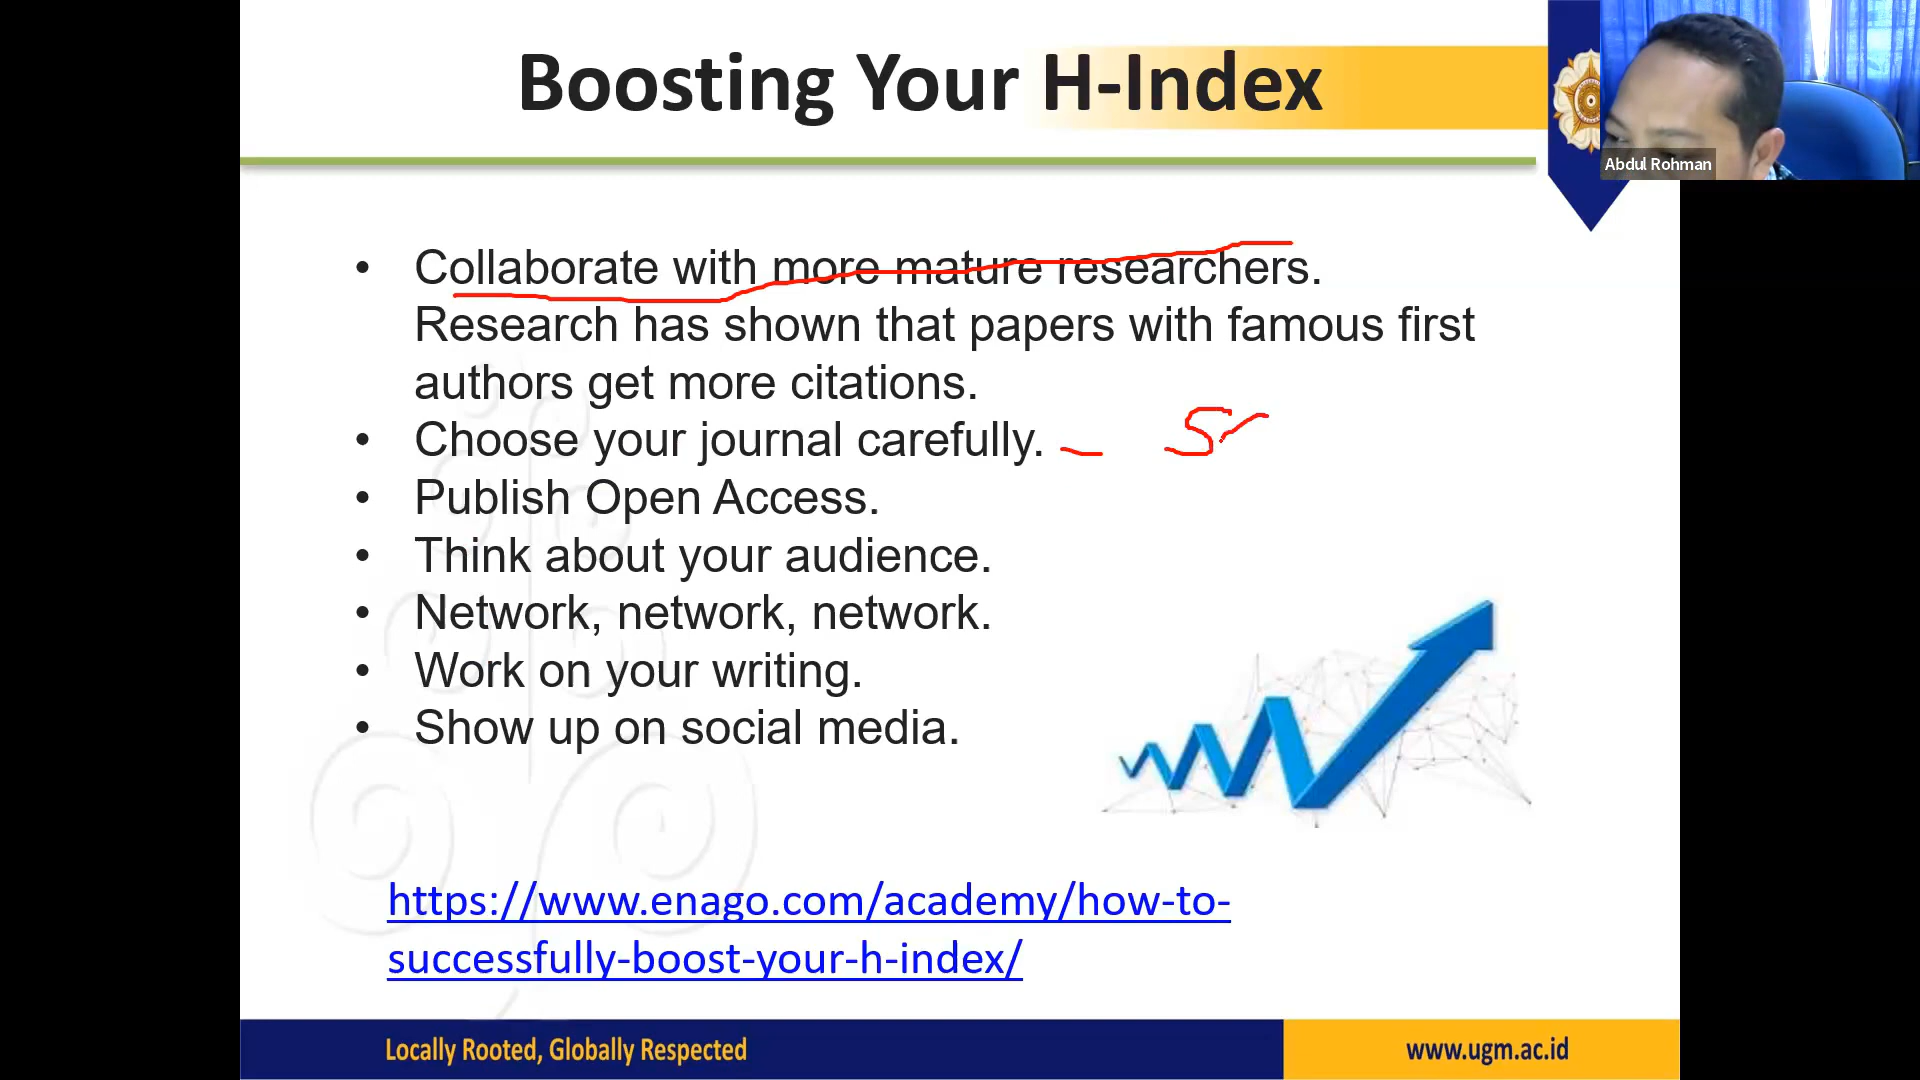 Boosting Your H-Index
Abdul Rohman
• Collaborate with more mature researchers.
Research has shown that papers with famous first
authors get more citations.
• Choose your journal carefully.
• Publish Open Access.
• Think about your audience.
• Network, network, network.
• Work on your writing.
• Show up on social media.
https://www.enago.com/academy/how-to-
successfully-boost-your-h-index/
Locally Rooted, Globally Respected
www.ugm.ac.id